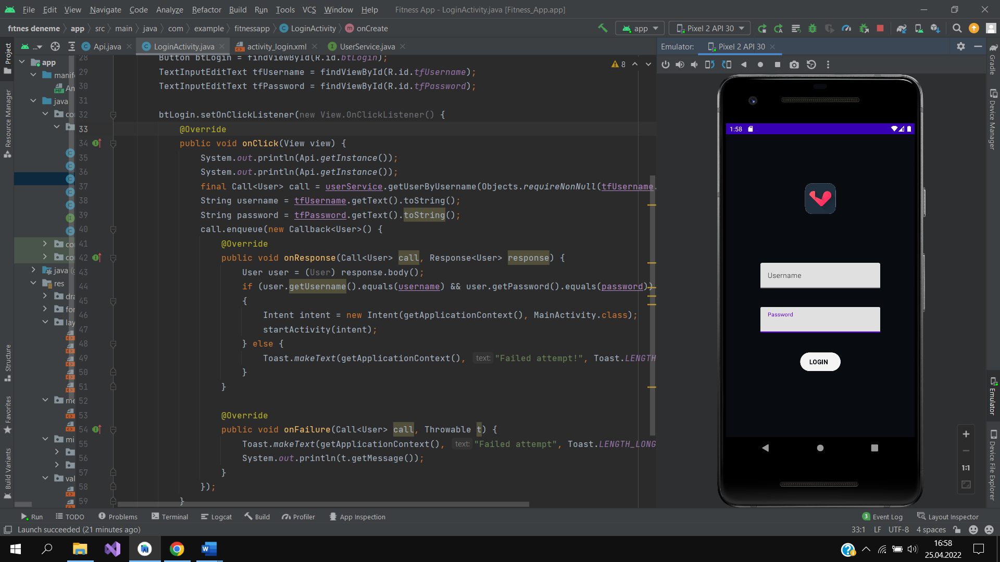 File Edit View Navigate Code Analyze Refactor Build Run Tools VCS Window Help Fitness App - LoginActivity.java [Fitness_App.app]
fitnes deneme app src main java com example fitnessapp LoginActivity onCreate app Pixel 2 API 30
Project ... Api.java LoginActivity.java activity_login.xml UserService.java Emulator: Pixel 2 API 30
28 Button btLogin = findViewById(R.id.btLogin);
29 TextInputEditText tfUsername = findViewById(R.id.tfUsername);
30 TextInputEditText tfPassword = findViewById(R.id.tfPassword);
31
32 btLogin.setOnClickListener(new View.OnClickListener() {
33 @Override
34 public void onClick(View view) {
35 System.out.println(Api.getInstance());
36 System.out.println(Api.getInstance());
37 final Call<User> call = userService.getUserByUsername(Objects.requireNonNull(tfUsername.
38 String username = tfUsername.getText().toString();
39 String password = tfPassword.getText().toString();
40 call.enqueue(new Callback<User>() {
41 @Override
42 public void onResponse(Call<User> call, Response<User> response) {
43 User user = (User) response.body();
44 if (user.getUsername().equals(username) && user.getPassword().equals(password))
45 {
46 Intent intent = new Intent(getApplicationContext(), MainActivity.class);
47 startActivity(intent);
48 } else {
49 Toast.makeText(getApplicationContext(), text: "Failed attempt!", Toast.LENGTH
50 }
51 }
52
53 @Override
54 public void onFailure(Call<User> call, Throwable t) {
55 Toast.makeText(getApplicationContext(), text: "Failed attempt", Toast.LENGTH_LONG
56 System.out.println(t.getMessage());
57 }
58 });
59 }
8
app
manif
An
java
co
co
co
java (g
res
dra
for
lay
me
mi
val
Resource Manager
Structure
Favorites
Build Variants
1:58
Username
Password
LOGIN
1:1
Gradle
Device Manager
Emulator
Device File Explorer
Run TODO Problems Terminal Logcat Build Profiler App Inspection 3 Event Log Layout Inspector
Launch succeeded (21 minutes ago) 33:1 LF UTF-8 4 spaces
16:58
25.04.2022